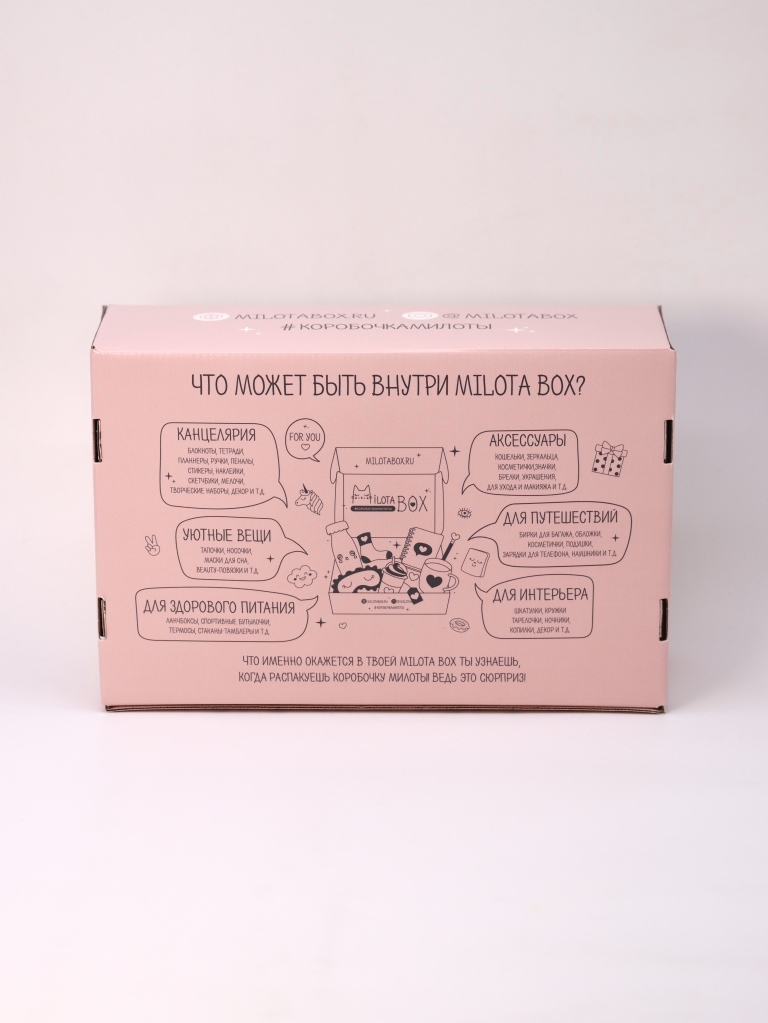 MILOTABOX.RU @MILOTABOX
#КОРОБОЧКАМИЛОТЫ
ЧТО МОЖЕТ БЫТЬ ВНУТРИ MILOTA BOX?
КАНЦЕЛЯРИЯ
БЛОКНОТЫ, ТЕТРАДИ,
ПЛАННЕРЫ, РУЧКИ, ПЕНАЛЫ,
СТИКЕРЫ, НАКЛЕЙКИ,
СКЕТЧБУКИ, МЕЛОЧИ,
ТВОРЧЕСКИЕ НАБОРЫ, ДЕКОР И Т.Д.
FOR YOU
УЮТНЫЕ ВЕЩИ
ТАПОЧКИ, НОСОЧКИ,
МАСКИ ДЛЯ СНА,
BEAUTY-ПОВЯЗКИ И Т.Д.
ДЛЯ ЗДОРОВОГО ПИТАНИЯ
ЛАНЧБОКСЫ, СПОРТИВНЫЕ БУТЫЛОЧКИ,
ТЕРМОСЫ, СТАКАНЫ-ТАМБЛЕРЫ И Т.Д.
MILOTABOX.RU
MILOTA BOX
MILOTABOX.RU
#КОРОБОЧКАМИЛОТЫ
АКСЕССУАРЫ
КОШЕЛЬКИ, ЗЕРКАЛЬЦА,
КОСМЕТИЧКИ,ЗНАЧКИ,
БРЕЛКИ, УКРАШЕНИЯ,
ДЛЯ УХОДА И МАКИЯЖА И Т.Д.
ДЛЯ ПУТЕШЕСТВИЙ
БИРКИ ДЛЯ БАГАЖА, ОБЛОЖКИ,
КОСМЕТИЧКИ, ПОДУШКИ,
ЗАРЯДКИ ДЛЯ ТЕЛЕФОНА, НАУШНИКИ И Т.Д.
ДЛЯ ИНТЕРЬЕРА
ШКАТУЛКИ, КРУЖКИ
ТАРЕЛОЧКИ, НОЧНИКИ,
КОПИЛКИ, ДЕКОР И Т.Д.
ЧТО ИМЕННО ОКАЖЕТСЯ В ТВОЕЙ MILOTA BOX ТЫ УЗНАЕШЬ,
КОГДА РАСПАКУЕШЬ КОРОБОЧКУ МИЛОТЫ! ВЕДЬ ЭТО СЮРПРИЗ!